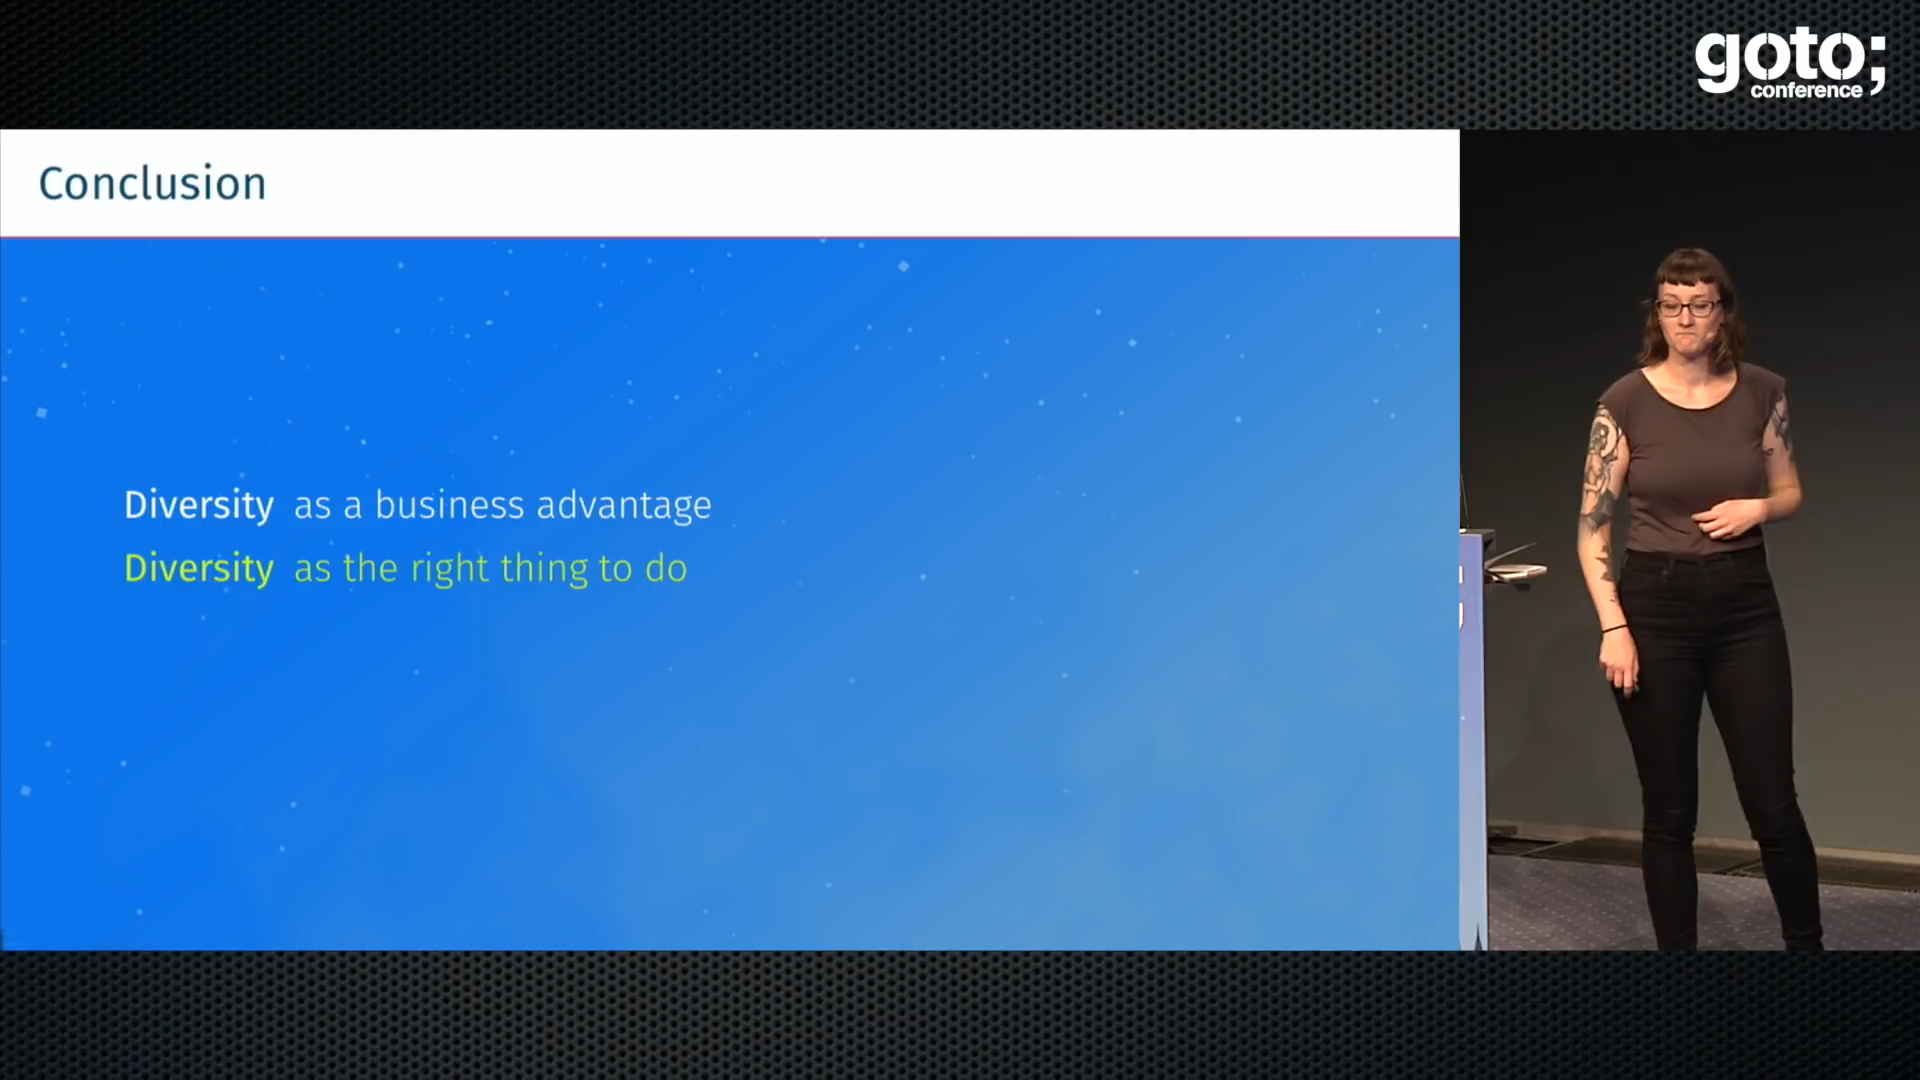 goto;
conference
Conclusion
Diversity as a business advantage
Diversity as the right thing to do